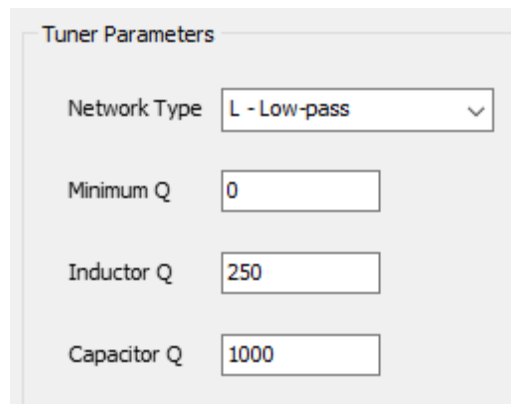 Tuner Parameters
Network Type L - Low-pass
Minimum Q 0
Inductor Q 250
Capacitor Q 1000